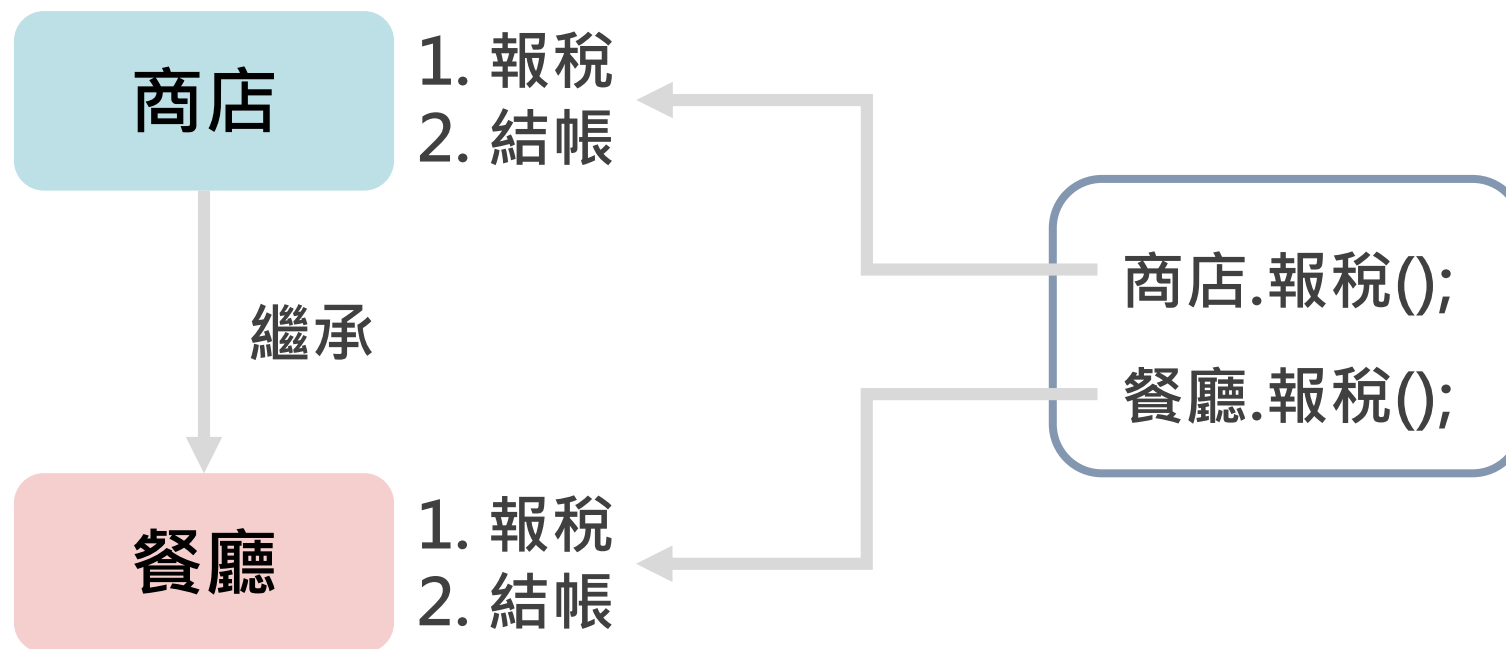 商店
1. 報稅
2. 結帳
繼承
商店.報稅();
餐廳.報稅();
餐廳
1. 報稅
2. 結帳